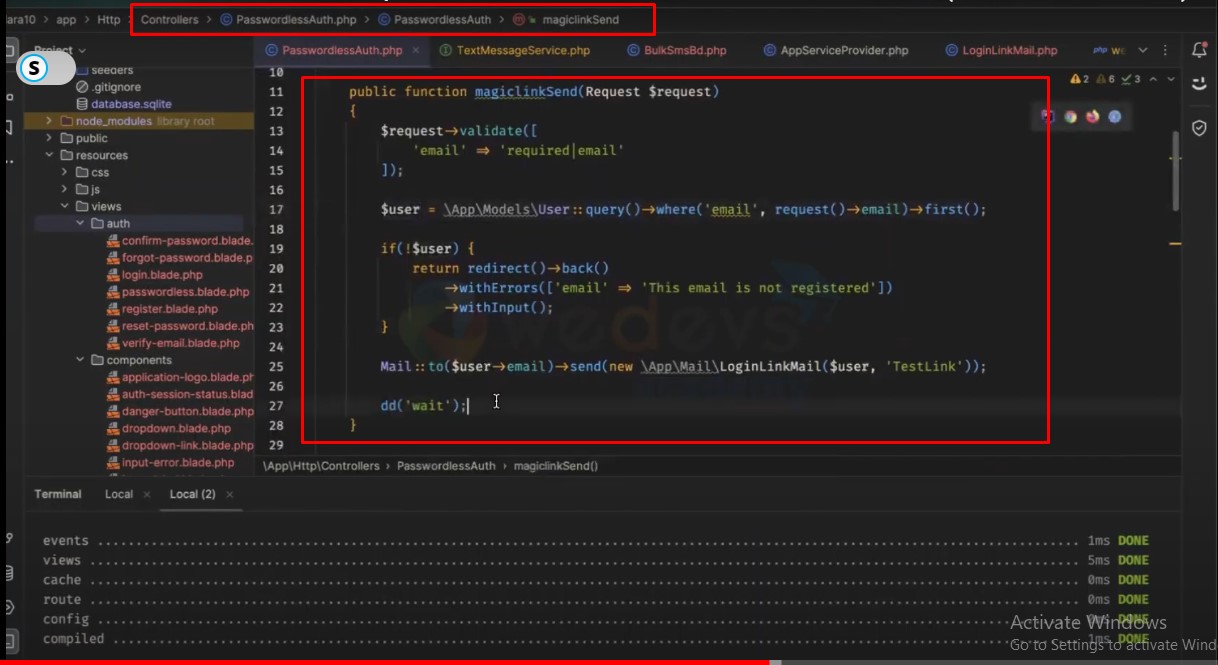 ara10 > app > Http > Controllers > PasswordlessAuth.php > PasswordlessAuth > magiclinkSend
Project
PasswordlessAuth.php × TextMessageService.php BulkSmsBd.php AppServiceProvider.php LoginLinkMail.php
S
seeders
.gitignore
database.sqlite
node_modules library root
public
resources
css
js
views
auth
confirm-password.blade.
forgot-password.blade.p
login.blade.php
passwordless.blade.php
register.blade.php
reset-password.blade.ph
verify-email.blade.php
components
application-logo.blade.ph
auth-session-status.blad
danger-button.blade.php
dropdown.blade.php
dropdown-link.blade.php
input-error.blade.php
2 6 3
10
11 public function magiclinkSend(Request $request)
12 {
13 $request→validate([
14 'email' ⇒ 'required|email'
15 ]);
16
17 $user = \App\Models\User::query()→where('email', request()→email)→first();
18
19 if(!$user) {
20 return redirect()→back()
21 →withErrors(['email' ⇒ 'This email is not registered'])
22 →withInput();
23 }
24
25 Mail::to($user→email)→send(new \App\Mail\LoginLinkMail($user, 'TestLink'));
26
27 dd('wait');
28 }
29
wedevs
\App\Http\Controllers > PasswordlessAuth > magiclinkSend()
Terminal Local × Local (2) ×
events 1ms DONE
views 5ms DONE
cache 0ms DONE
route 0ms DONE
config DONE
compiled 1ms DONE
Activate Windows
Go to Settings to activate Wind